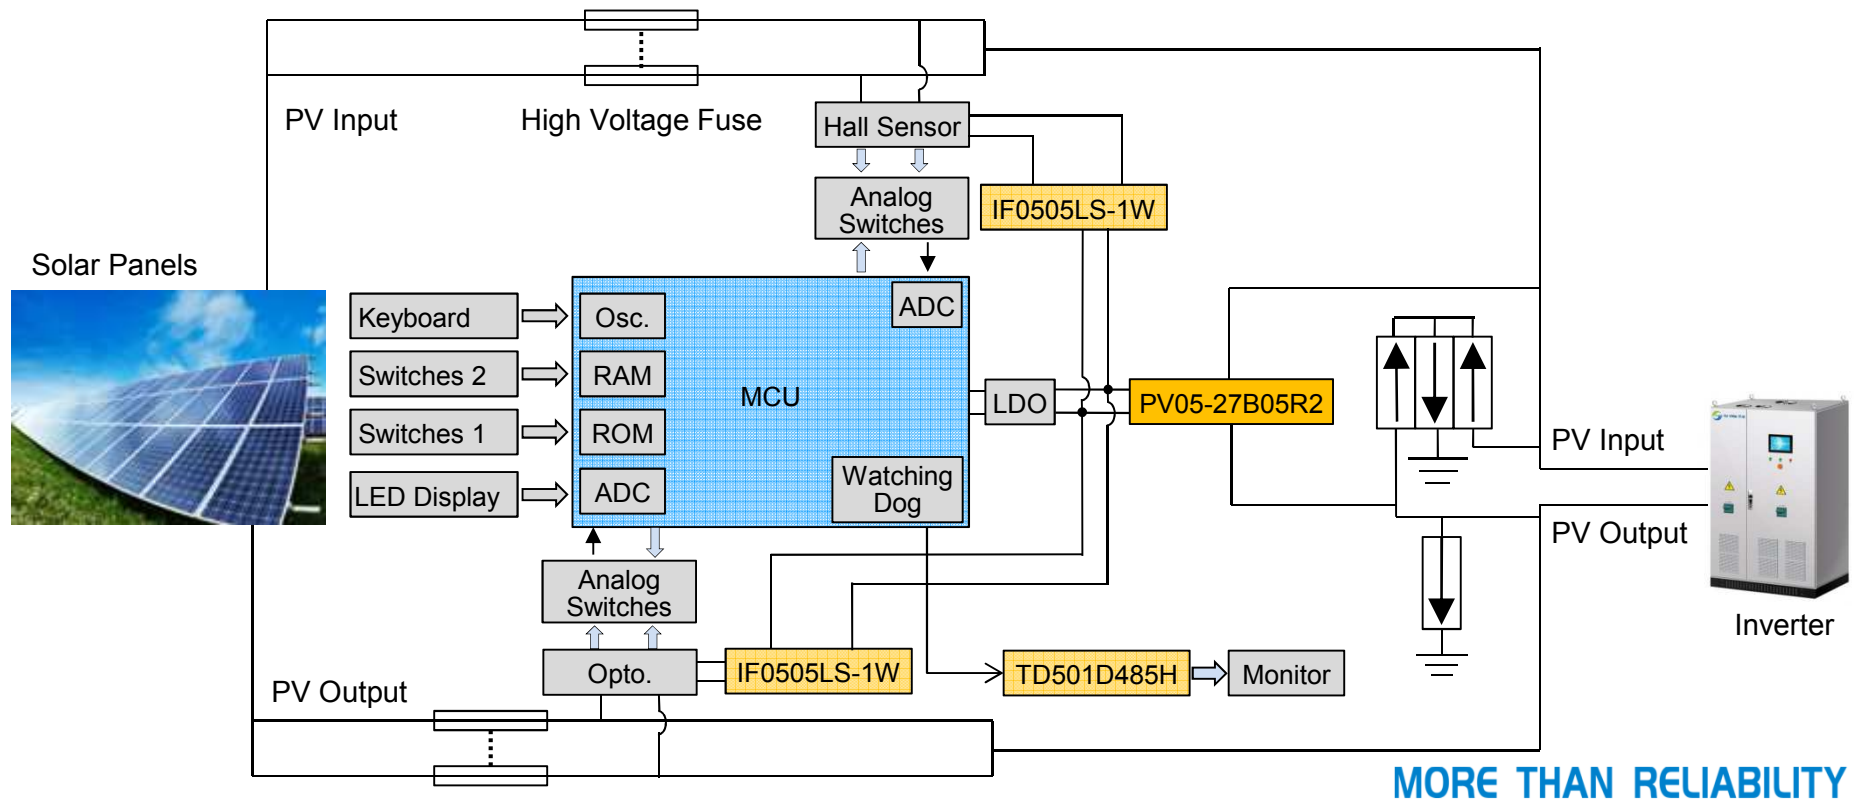 PV Input
High Voltage Fuse
Hall Sensor
Analog
Switches
IF0505LS-1W
Solar Panels
Keyboard
Osc.
ADC
Switches 2
RAM
MCU
LDO
PV05-27B05R2
Switches 1
ROM
PV Input
LED Display
ADC
Watching
Dog
PV Output
Analog
Switches
Inverter
Opto.
IF0505LS-1W
TD501D485H
Monitor
PV Output
MORE THAN RELIABILITY